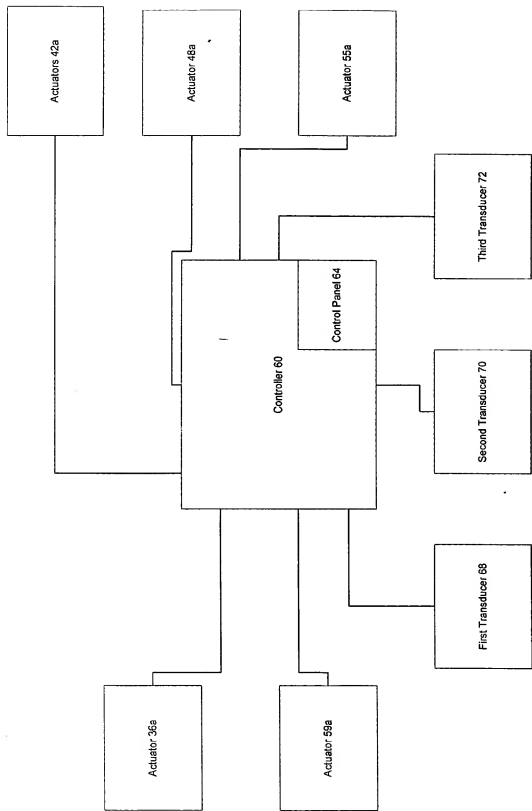 Actuators 42a
Actuator 48a
Actuator 55a
Third Transducer 72
Control Panel 64
Controller 60
Second Transducer 70
First Transducer 68
Actuator 36a
Actuator 59a